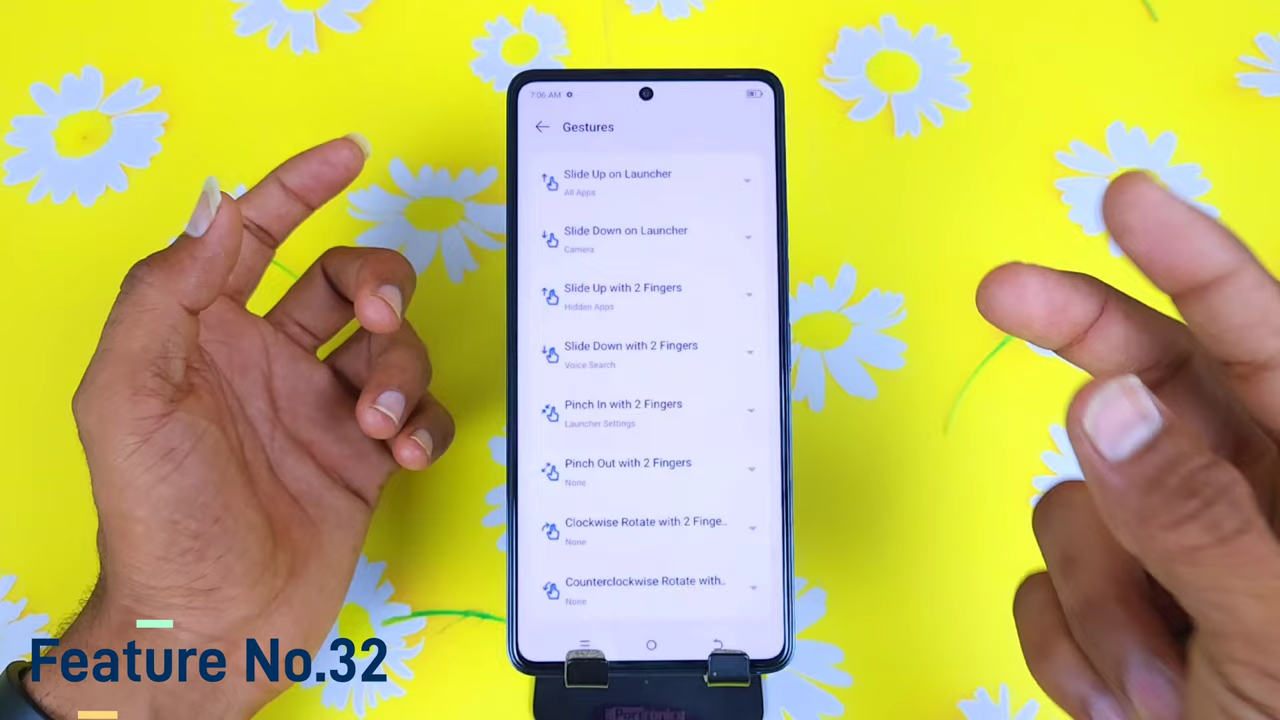 7:06 AM
Gestures
Slide Up on Launcher
All Apps
Slide Down on Launcher
Camera
Slide Up with 2 Fingers
Hidden Apps
Slide Down with 2 Fingers
Voice Search
Pinch In with 2 Fingers
Launcher Settings
Pinch Out with 2 Fingers
None
Clockwise Rotate with 2 Finge..
None
Counterclockwise Rotate with..
None
Feature No.32